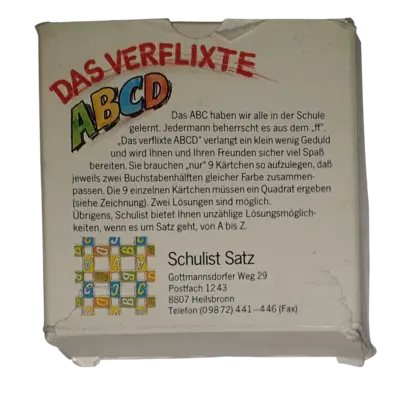 DAS VERFLIXTE
ABCD
Das ABC haben wir alle in der Schule
gelernt. Jedermann beherrscht es aus dem „ff".
„Das verflixte ABCD" verlangt ein klein wenig Geduld
und wird Ihnen und Ihren Freunden sicher viel Spaß
bereiten. Sie brauchen „nur" 9 Kärtchen so aufzulegen, daß
jeweils zwei Buchstabenhälften gleicher Farbe zusammen-
passen. Die 9 einzelnen Kärtchen müssen ein Quadrat ergeben
(siehe Zeichnung). Zwei Lösungen sind möglich.
Übrigens, Schulist bietet Ihnen unzählige Lösungsmöglich-
keiten, wenn es um Satz geht, von A bis Z.
Schulist Satz
Gottmannsdorfer Weg 29
Postfach 1243
8807 Heilsbronn
Telefon (09872) 441–446 (Fax)